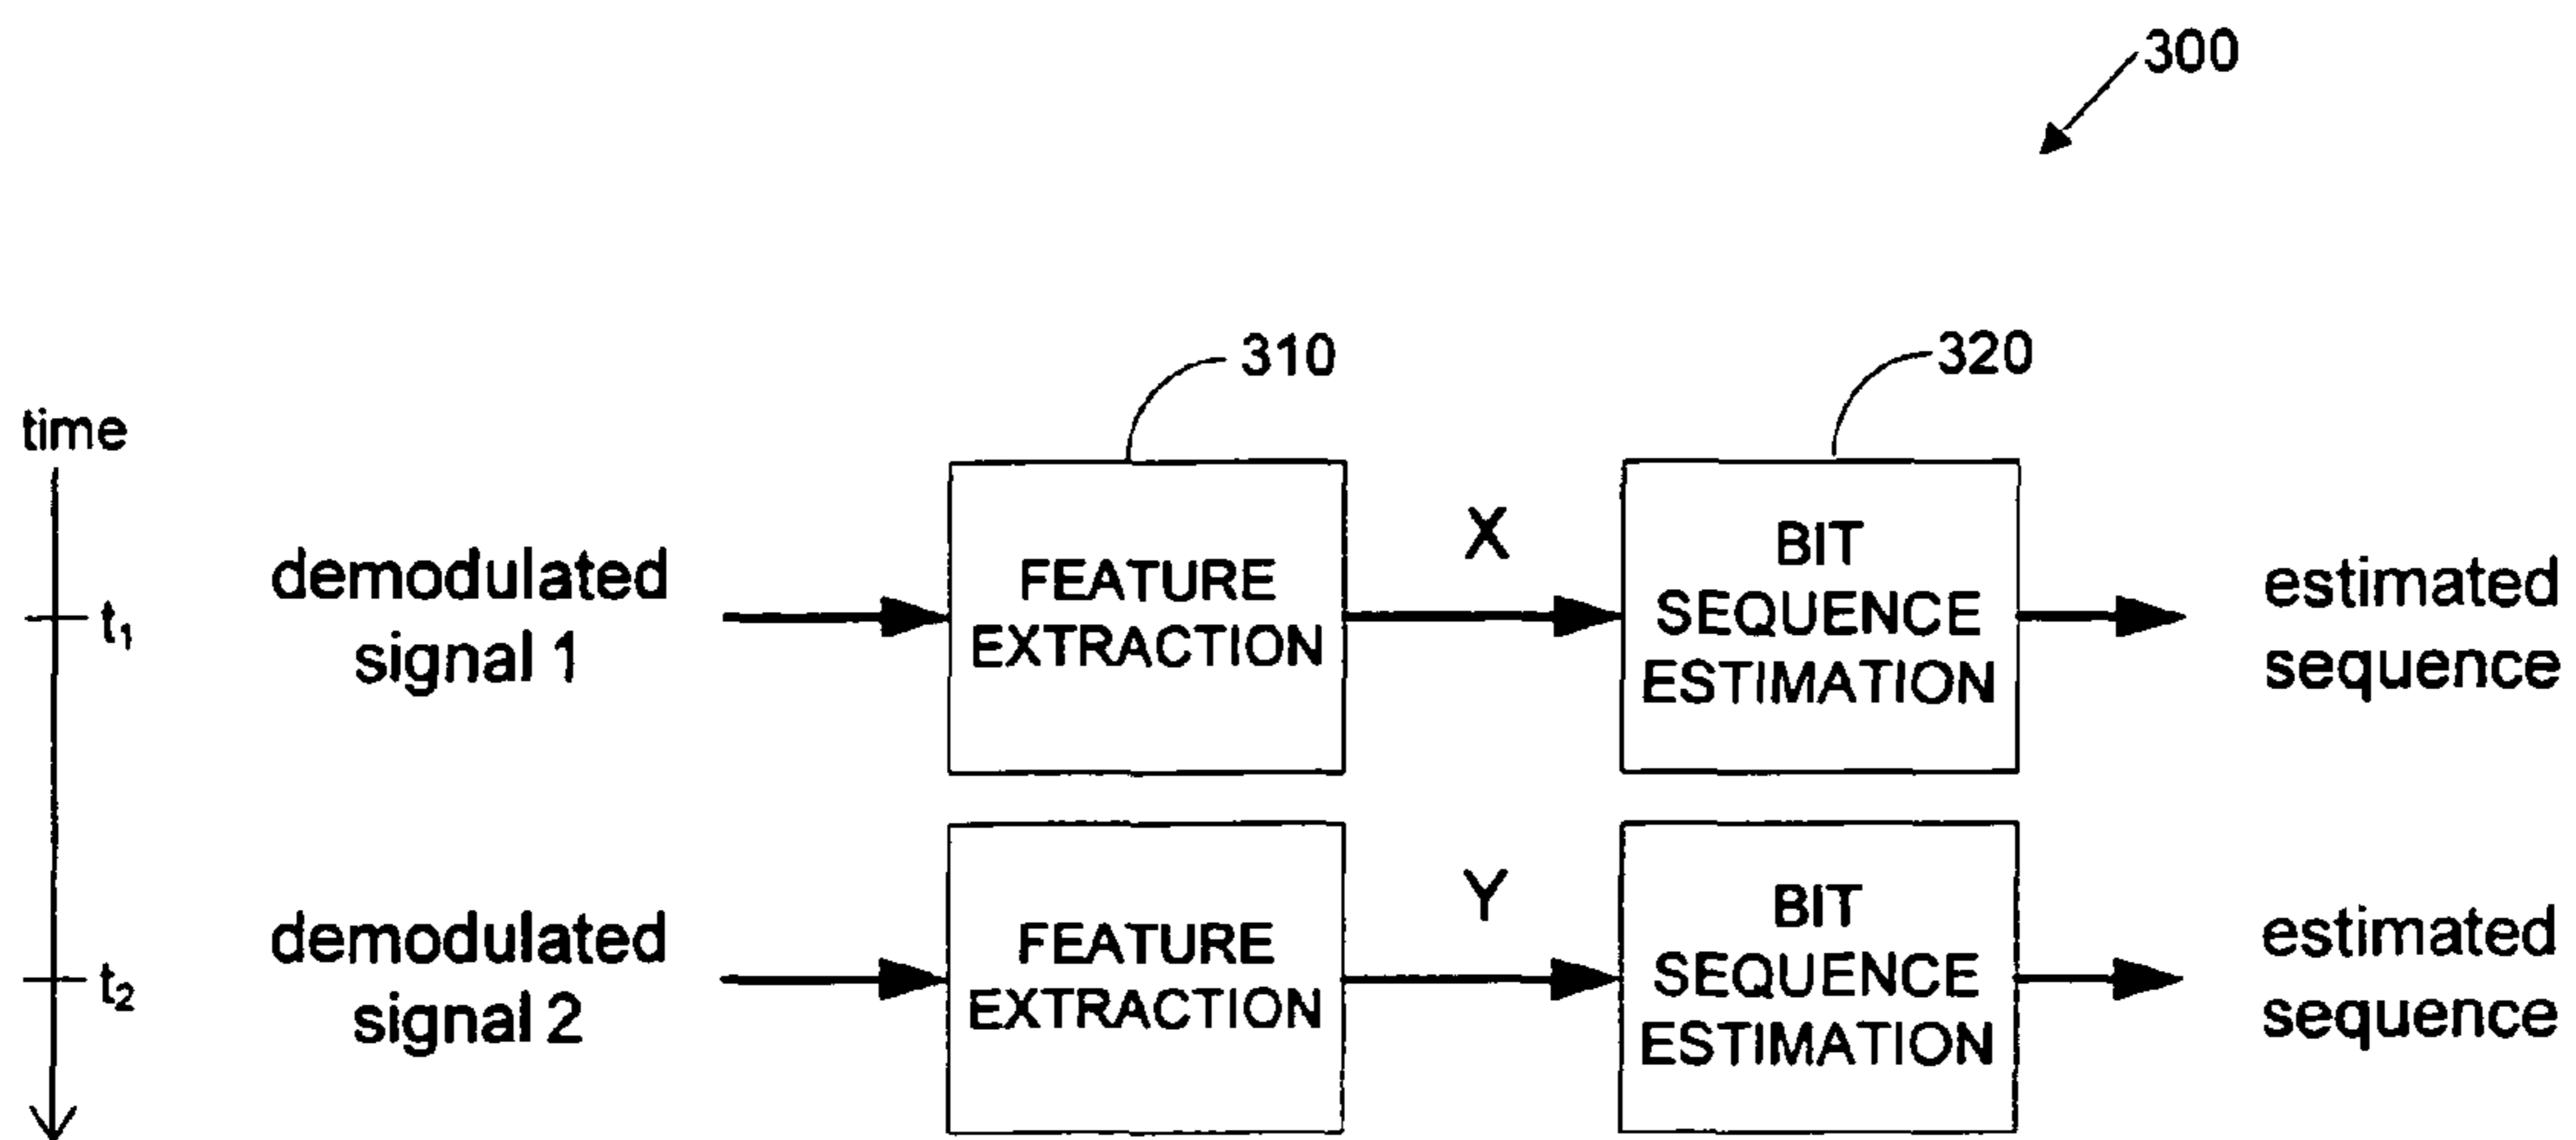 300
310
320
time
t₁
demodulated
signal 1
FEATURE
EXTRACTION
X
BIT
SEQUENCE
ESTIMATION
estimated
sequence
t₂
demodulated
signal 2
FEATURE
EXTRACTION
Y
BIT
SEQUENCE
ESTIMATION
estimated
sequence